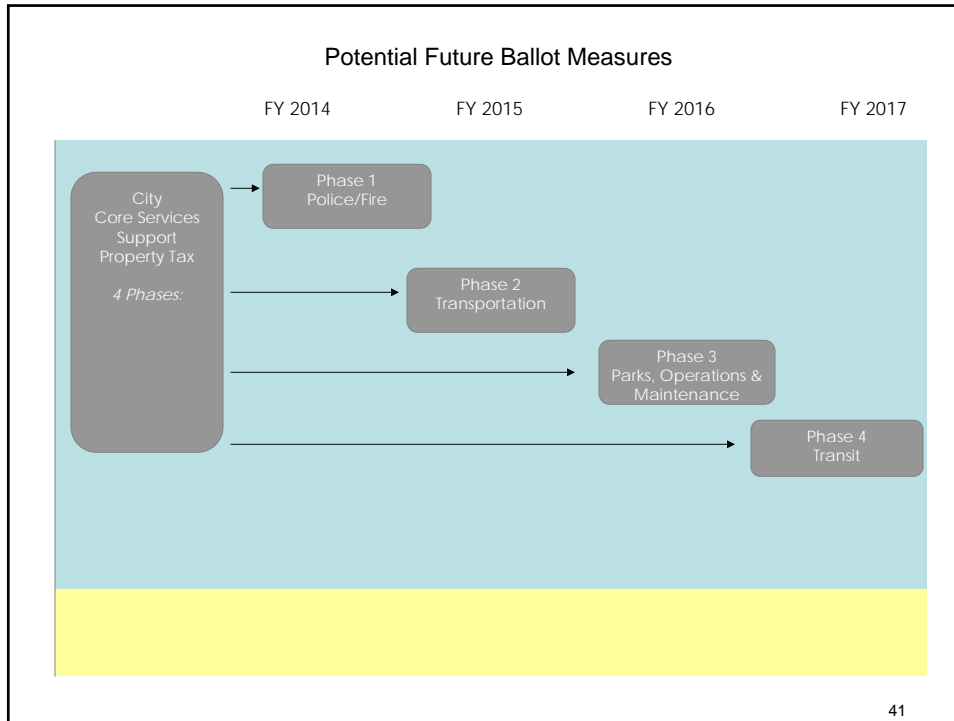 Potential Future Ballot Measures
FY 2014 FY 2015 FY 2016 FY 2017
City
Core Services
Support
Property Tax
4 Phases:
Phase 1
Police/Fire
Phase 2
Transportation
Phase 3
Parks, Operations &
Maintenance
Phase 4
Transit
41